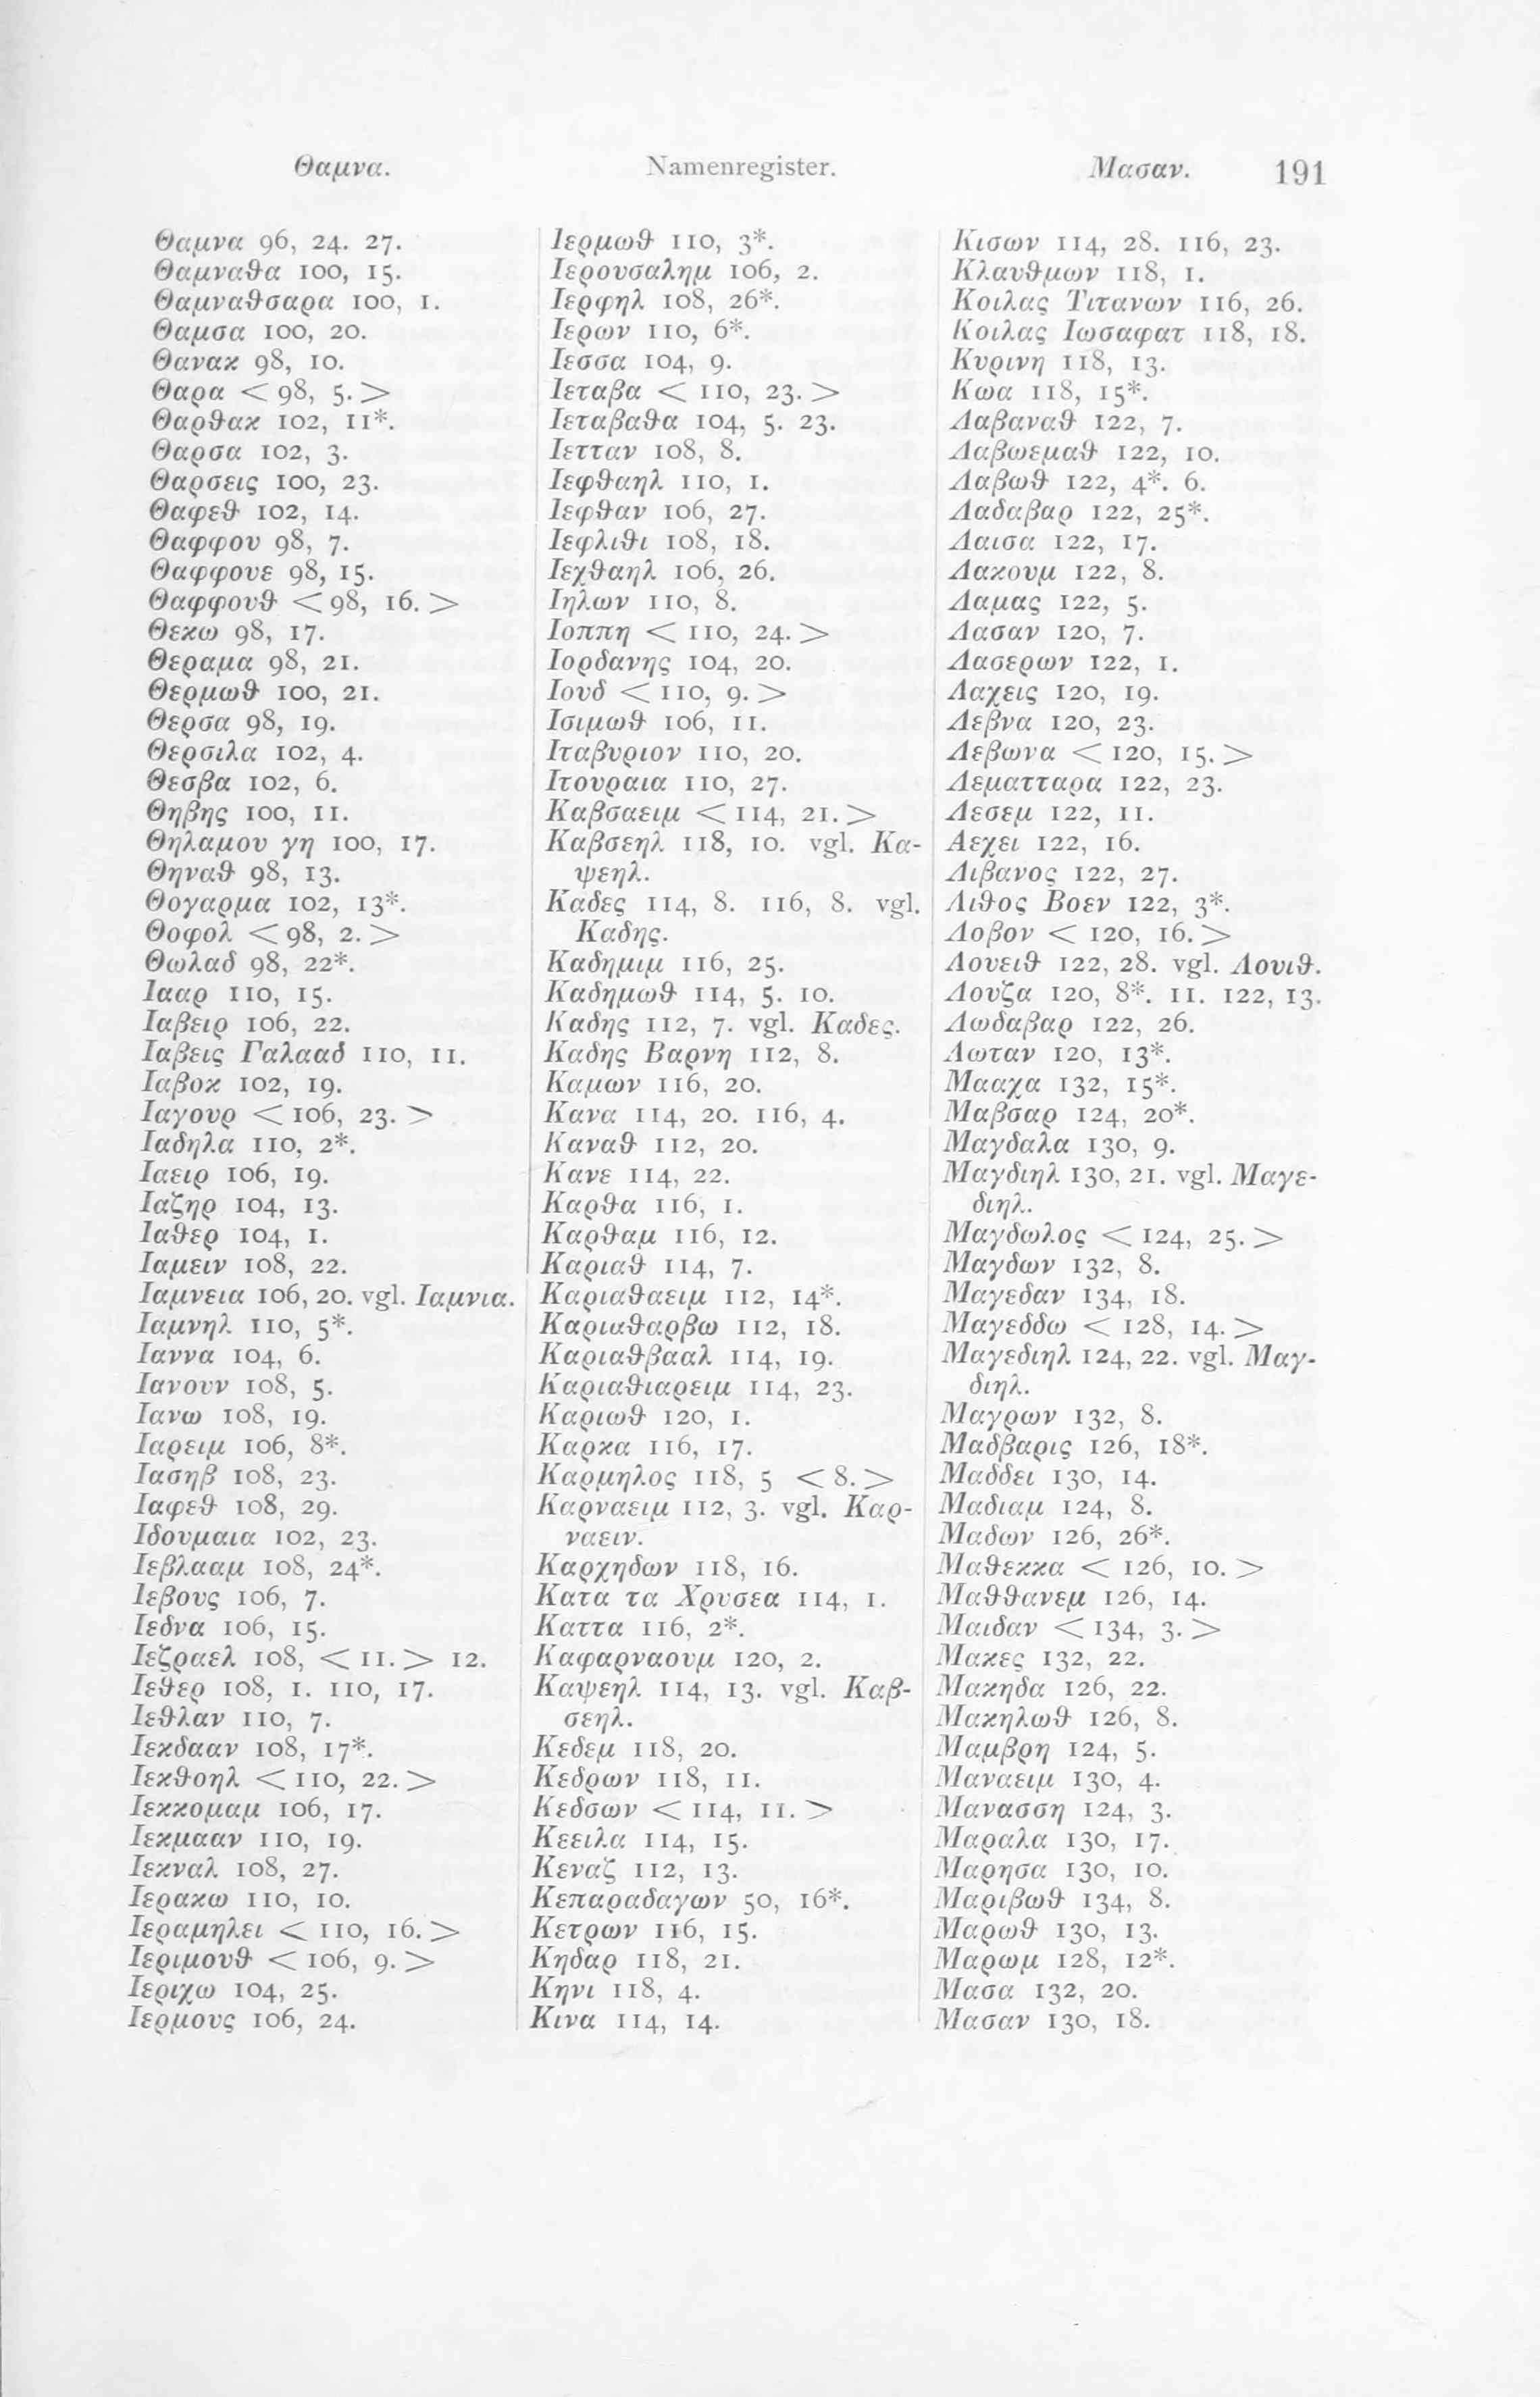 Θαμνα. Namenregister. Μασαν. 191
Θαμνα 96, 24. 27.
Θαμναϑα 100, 15.
Θαμναϑσαρα 100, 1.
Θαμσα 100, 20.
Θανακ 98, 10.
Θαρα < 98, 5. >
Θαρϑακ 102, 11*.
Θαρσα 102, 3.
Θαρσεις 100, 23.
Θαφεϑ 102, 14.
Θαφφου 98, 7.
Θαφφουε 98, 15.
Θαφφουϑ < 98, 16. >
Θεκω 98, 17.
Θεραμα 98, 21.
Θερμωϑ 100, 21.
Θερσα 98, 19.
Θερσιλα 102, 4.
Θεσβα 102, 6.
Θηβης 100, 11.
Θηλαμου γη 100, 17.
Θηναϑ 98, 13.
Θογαρμα 102, 13*.
Θοφολ < 98, 2. >
Θωλαδ 98, 22*.
Ιααρ 110, 15.
Ιαβειρ 106, 22.
Ιαβεις Γαλααδ 110, 11.
Ιαβοκ 102, 19.
Ιαγουρ < 106, 23. >
Ιαδηλα 110, 2*.
Ιαειρ 106, 19.
Ιαζηρ 104, 13.
Ιαϑερ 104, 1.
Ιαμειν 108, 22.
Ιαμνεια 106, 20. vgl. Ιαμνια.
Ιαμνηλ 110, 5*.
Ιαννα 104, 6.
Ιανουν 108, 5.
Ιανω 108, 19.
Ιαρειμ 106, 8*.
Ιασηβ 108, 23.
Ιαφεϑ 108, 29.
Ιδουμαια 102, 23.
Ιεβλααμ 108, 24*.
Ιεβους 106, 7.
Ιεδνα 106, 15.
Ιεζραελ 108, < 11. > 12.
Ιεϑερ 108, 1. 110, 17.
Ιεϑλαν 110, 7.
Ιεκδααν 108, 17*.
Ιεκϑοηλ < 110, 22. >
Ιεκκομαμ 106, 17.
Ιεκμααν 110, 19.
Ιεκναλ 108, 27.
Ιερακω 110, 10.
Ιεραμηλει < 110, 16. >
Ιεριμουϑ < 106, 9. >
Ιεριχω 104, 25.
Ιερμους 106, 24.
Ιερμωϑ 110, 3*.
Ιερουσαλημ 106, 2.
Ιερφηλ 108, 26*.
Ιερων 110, 6*.
Ιεσσα 104, 9.
Ιεταβα < 110, 23. >
Ιεταβαϑα 104, 5. 23.
Ιετταν 108, 8.
Ιεφϑαηλ 110, 1.
Ιεφϑαν 106, 27.
Ιεφλιϑι 108, 18.
Ιεχϑαηλ 106, 26.
Ιηλων 110, 8.
Ιοππη < 110, 24. >
Ιορδανης 104, 20.
Ιουδ < 110, 9. >
Ισιμωϑ 106, 11.
Ιταβυριον 110, 20.
Ιτουραια 110, 27.
Καβσαειμ < 114, 21. >
Καβσεηλ 118, 10. vgl. Κα-
ψεηλ.
Καδες 114, 8. 116, 8. vgl.
Καδης.
Καδημιμ 116, 25.
Καδημωϑ 114, 5. 10.
Καδης 112, 7. vgl. Καδες.
Καδης Βαρνη 112, 8.
Καμων 116, 20.
Κανα 114, 20. 116, 4.
Καναϑ 112, 20.
Κανε 114, 22.
Καρϑα 116, 1.
Καρϑαμ 116, 12.
Καριαϑ 114, 7.
Καριαϑαειμ 112, 14*.
Καριαϑαρβω 112, 18.
Καριαϑβααλ 114, 19.
Καριαϑιαρειμ 114, 23.
Καριωϑ 120, 1.
Καρκα 116, 17.
Καρμηλος 118, 5 < 8. >
Καρναειμ 112, 3. vgl. Καρ-
ναειν.
Καρχηδων 118, 16.
Κατα τα Χρυσεα 114, 1.
Καττα 116, 2*.
Καφαρναουμ 120, 2.
Καψεηλ 114, 13. vgl. Καβ-
σεηλ.
Κεδεμ 118, 20.
Κεδρων 118, 11.
Κεδσων < 114, 11. >
Κεειλα 114, 15.
Κεναζ 112, 13.
Κεπαραδαγων 50, 16*.
Κετρων 116, 15.
Κηδαρ 118, 21.
Κηνι 118, 4.
Κινα 114, 14.
Κισων 114, 28. 116, 23.
Κλαυϑμων 118, 1.
Κοιλας Τιτανων 116, 26.
Κοιλας Ιωσαφατ 118, 18.
Κυρινη 118, 13.
Κωα 118, 15*.
Λαβαναϑ 122, 7.
Λαβωεμαϑ 122, 10.
Λαβωϑ 122, 4*. 6.
Λαδαβαρ 122, 25*.
Λαισα 122, 17.
Λακουμ 122, 8.
Λαμας 122, 5.
Λασαν 120, 7.
Λασερων 122, 1.
Λαχεις 120, 19.
Λεβνα 120, 23.
Λεβωνα < 120, 15. >
Λεματταρα 122, 23.
Λεσεμ 122, 11.
Λεχει 122, 16.
Λιβανος 122, 27.
Λιϑος Βοεν 122, 3*.
Λοβον < 120, 16. >
Λουειϑ 122, 28. vgl. Λουιϑ.
Λουζα 120, 8*. 11. 122, 13.
Λωδαβαρ 122, 26.
Λωταν 120, 13*.
Μααχα 132, 15*.
Μαβσαρ 124, 20*.
Μαγδαλα 130, 9.
Μαγδιηλ 130, 21. vgl. Μαγε-
διηλ.
Μαγδωλος < 124, 25. >
Μαγδων 132, 8.
Μαγεδαν 134, 18.
Μαγεδδω < 128, 14. >
Μαγεδιηλ 124, 22. vgl. Μαγ-
διηλ.
Μαγρων 132, 8.
Μαδβαρις 126, 18*.
Μαδδει 130, 14.
Μαδιαμ 124, 8.
Μαδων 126, 26*.
Μαϑεκκα < 126, 10. >
Μαϑϑανεμ 126, 14.
Μαιδαν < 134, 3. >
Μακες 132, 22.
Μακηδα 126, 22.
Μακηλωϑ 126, 8.
Μαμβρη 124, 5.
Μαναειμ 130, 4.
Μανασση 124, 3.
Μαραλα 130, 17.
Μαρησα 130, 10.
Μαριβωϑ 134, 8.
Μαρωϑ 130, 13.
Μαρωμ 128, 12*.
Μασα 132, 20.
Μασαν 130, 18.